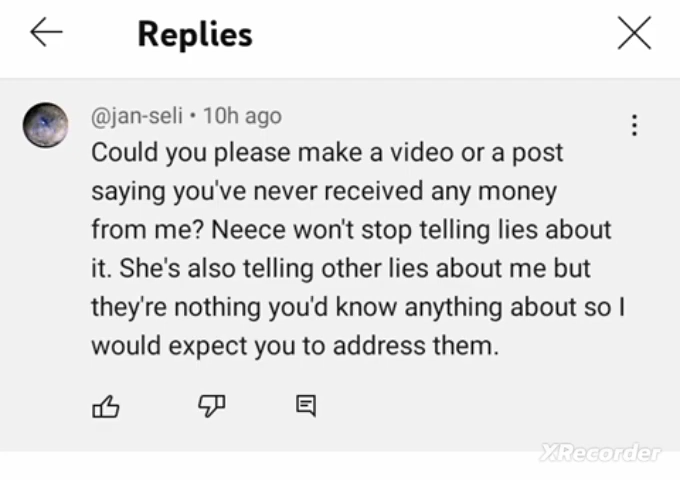 Replies
@jan-seli • 10h ago
Could you please make a video or a post
saying you've never received any money
from me? Neece won't stop telling lies about
it. She's also telling other lies about me but
they're nothing you'd know anything about so I
would expect you to address them.
XRecorder